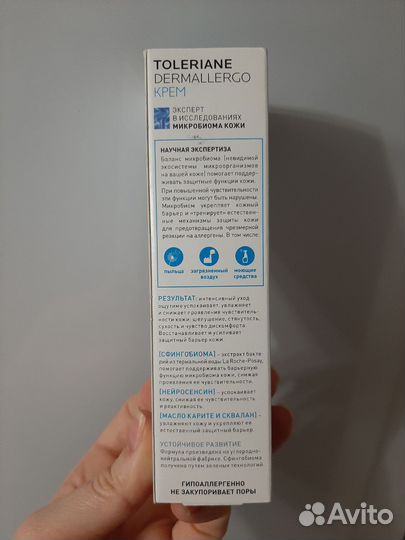 TOLERIANE
DERMALLERGO
КРЕМ
ЭКСПЕРТ
В ИССЛЕДОВАНИЯХ
МИКРОБИОМА КОЖИ
НАУЧНАЯ ЭКСПЕРТИЗА
Баланс микробиома (невидимой
экосистемы микроорганизмов
на вашей коже) помогает поддер-
живать защитные функции кожи.
При повышенной чувствительности
эти функции могут быть нарушены.
Микробиом укрепляет кожный
барьер и «тренирует» естествен-
ные механизмы защиты кожи
для предотвращения чрезмерной
реакции на аллергены. В том числе:
пыльца
загрязненный
воздух
моющие
средства
РЕЗУЛЬТАТ: интенсивный уход
ощутимо успокаивает, увлажняет
и снижает проявления чувствитель-
ности кожи: шелушение, стянутость,
сухость и чувство дискомфорта.
Восстанавливает и усиливает
защитный барьер кожи.
[СФИНГОБИОМА] – экстракт бакте-
рий из термальной воды La Roche-Posay,
помогает поддерживать барьерную
функцию микробиома кожи, снижая
проявления ее чувствительности.
[НЕЙРОСЕНСИН] – успокаивает
кожу, снижая ее чувствительность
и реактивность.
[МАСЛО КАРИТЕ И СКВАЛАН] –
увлажняют кожу и укрепляют ее
естественный защитный барьер.
УСТОЙЧИВОЕ РАЗВИТИЕ
Формула произведена на углеродно-
нейтральной фабрике. Сфингобиома
получена путем зеленых технологий
ГИПОАЛЛЕРГЕННО
НЕ ЗАКУПОРИВАЕТ ПОРЫ
Avito